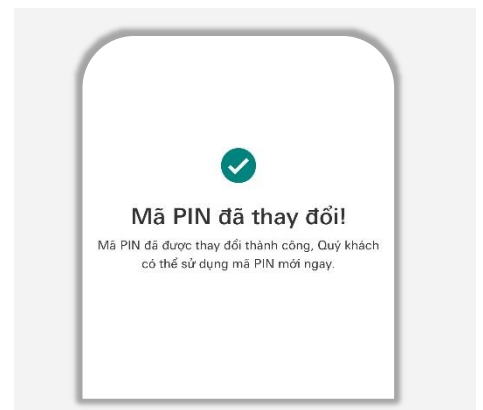 Mã PIN đã thay đổi!
Mã PIN đã được thay đổi thành công, Quý khách
có thể sử dụng mã PIN mới ngay.